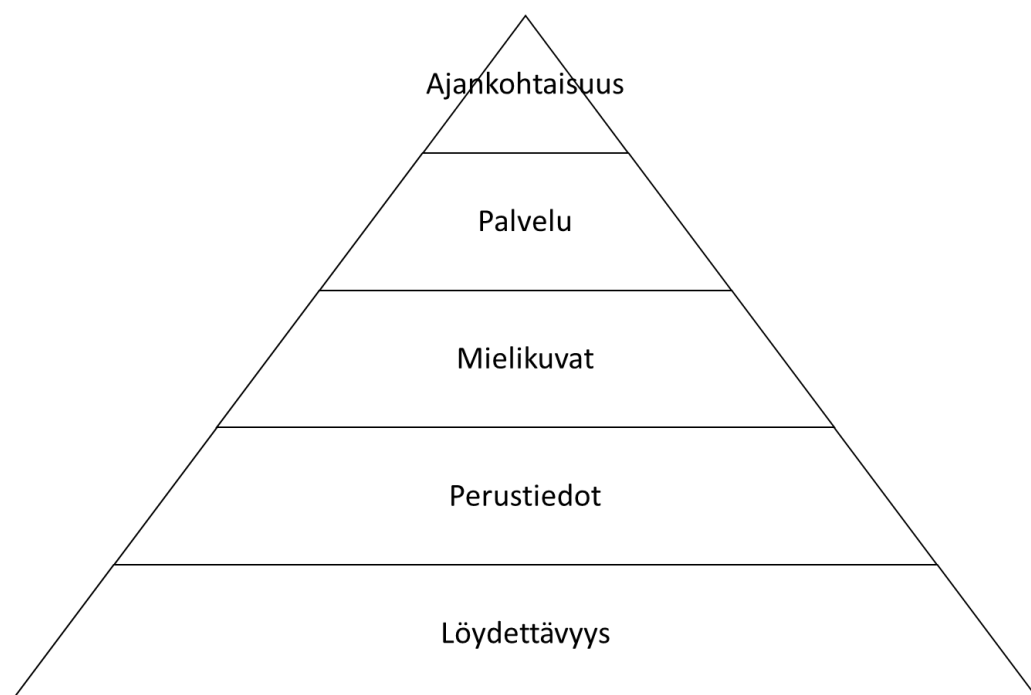 Ajankohtaisuus
Palvelu
Mielikuvat
Perustiedot
Löydettävyys